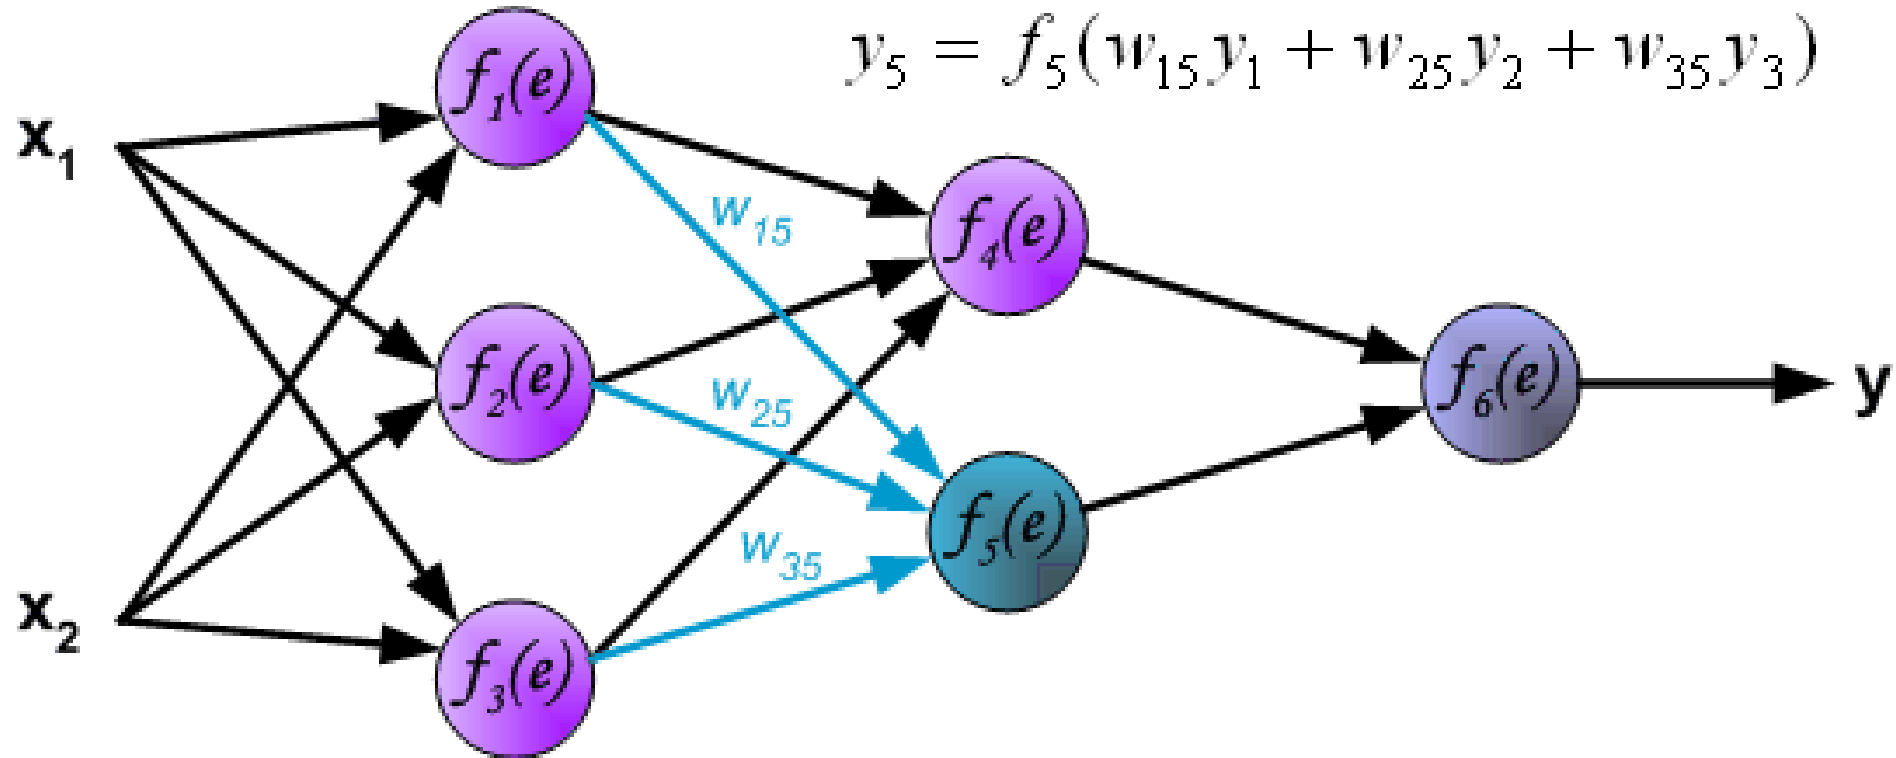 y₅ = f₅(w₁₅y₁ + w₂₅y₂ + w₃₅y₃)
f₁(e)
x₁
w₁₅
f₄(e)
f₂(e)
w₂₅
f₆(e)
y
f₅(e)
w₃₅
x₂
f₃(e)